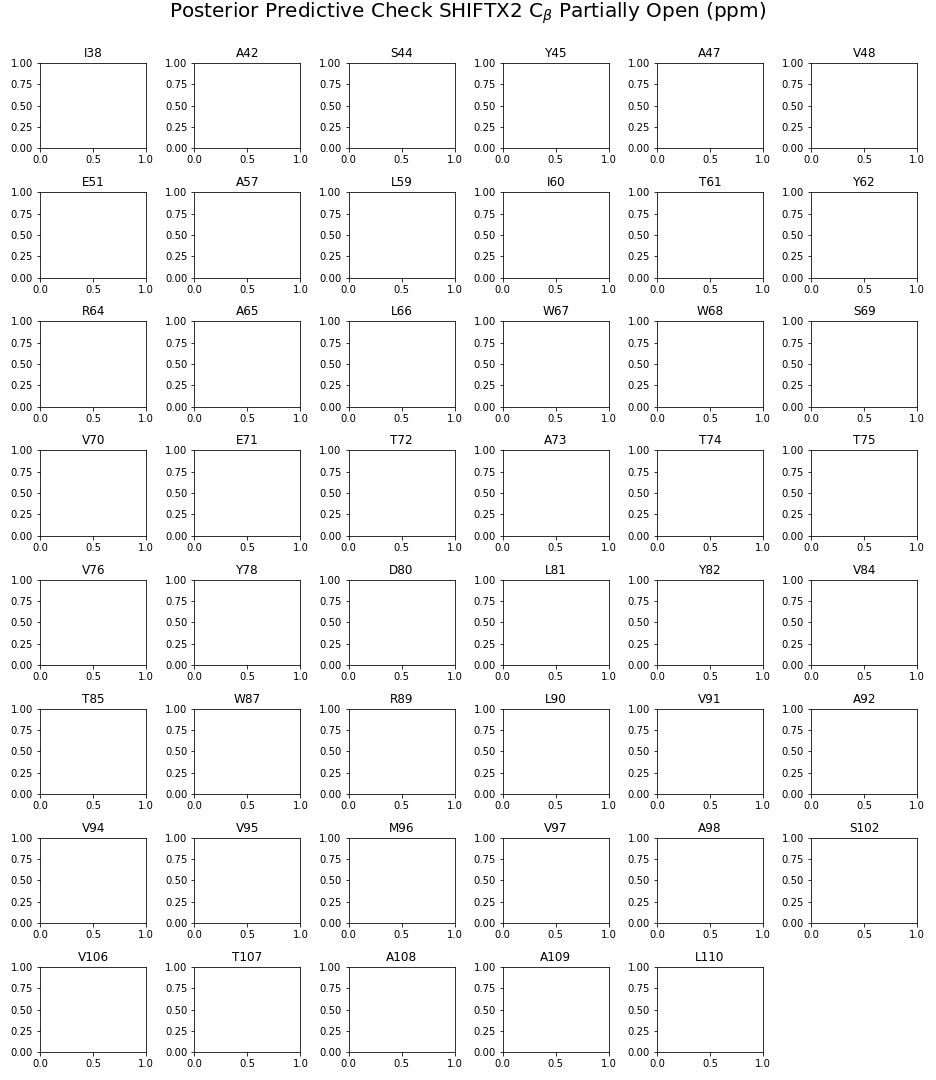 Posterior Predictive Check SHIFTX2 Cβ Partially Open (ppm)
I38 A42 S44 Y45 A47 V48
1.00 1.00 1.00 1.00 1.00 1.00
0.75 0.75 0.75 0.75 0.75 0.75
0.50 0.50 0.50 0.50 0.50 0.50
0.25 0.25 0.25 0.25 0.25 0.25
0.00 0.00 0.00 0.00 0.00 0.00
0.0 0.5 1.0 0.0 0.5 1.0 0.0 0.5 1.0 0.0 0.5 1.0 0.0 0.5 1.0 0.0 0.5 1.0
E51 A57 L59 I60 T61 Y62
1.00 1.00 1.00 1.00 1.00 1.00
0.75 0.75 0.75 0.75 0.75 0.75
0.50 0.50 0.50 0.50 0.50 0.50
0.25 0.25 0.25 0.25 0.25 0.25
0.00 0.00 0.00 0.00 0.00 0.00
0.0 0.5 1.0 0.0 0.5 1.0 0.0 0.5 1.0 0.0 0.5 1.0 0.0 0.5 1.0 0.0 0.5 1.0
R64 A65 L66 W67 W68 S69
1.00 1.00 1.00 1.00 1.00 1.00
0.75 0.75 0.75 0.75 0.75 0.75
0.50 0.50 0.50 0.50 0.50 0.50
0.25 0.25 0.25 0.25 0.25 0.25
0.00 0.00 0.00 0.00 0.00 0.00
0.0 0.5 1.0 0.0 0.5 1.0 0.0 0.5 1.0 0.0 0.5 1.0 0.0 0.5 1.0 0.0 0.5 1.0
V70 E71 T72 A73 T74 T75
1.00 1.00 1.00 1.00 1.00 1.00
0.75 0.75 0.75 0.75 0.75 0.75
0.50 0.50 0.50 0.50 0.50 0.50
0.25 0.25 0.25 0.25 0.25 0.25
0.00 0.00 0.00 0.00 0.00 0.00
0.0 0.5 1.0 0.0 0.5 1.0 0.0 0.5 1.0 0.0 0.5 1.0 0.0 0.5 1.0 0.0 0.5 1.0
V76 Y78 D80 L81 Y82 V84
1.00 1.00 1.00 1.00 1.00 1.00
0.75 0.75 0.75 0.75 0.75 0.75
0.50 0.50 0.50 0.50 0.50 0.50
0.25 0.25 0.25 0.25 0.25 0.25
0.00 0.00 0.00 0.00 0.00 0.00
0.0 0.5 1.0 0.0 0.5 1.0 0.0 0.5 1.0 0.0 0.5 1.0 0.0 0.5 1.0 0.0 0.5 1.0
T85 W87 R89 L90 V91 A92
1.00 1.00 1.00 1.00 1.00 1.00
0.75 0.75 0.75 0.75 0.75 0.75
0.50 0.50 0.50 0.50 0.50 0.50
0.25 0.25 0.25 0.25 0.25 0.25
0.00 0.00 0.00 0.00 0.00 0.00
0.0 0.5 1.0 0.0 0.5 1.0 0.0 0.5 1.0 0.0 0.5 1.0 0.0 0.5 1.0 0.0 0.5 1.0
V94 V95 M96 V97 A98 S102
1.00 1.00 1.00 1.00 1.00 1.00
0.75 0.75 0.75 0.75 0.75 0.75
0.50 0.50 0.50 0.50 0.50 0.50
0.25 0.25 0.25 0.25 0.25 0.25
0.00 0.00 0.00 0.00 0.00 0.00
0.0 0.5 1.0 0.0 0.5 1.0 0.0 0.5 1.0 0.0 0.5 1.0 0.0 0.5 1.0 0.0 0.5 1.0
V106 T107 A108 A109 L110
1.00 1.00 1.00 1.00 1.00
0.75 0.75 0.75 0.75 0.75
0.50 0.50 0.50 0.50 0.50
0.25 0.25 0.25 0.25 0.25
0.00 0.00 0.00 0.00 0.00
0.0 0.5 1.0 0.0 0.5 1.0 0.0 0.5 1.0 0.0 0.5 1.0 0.0 0.5 1.0